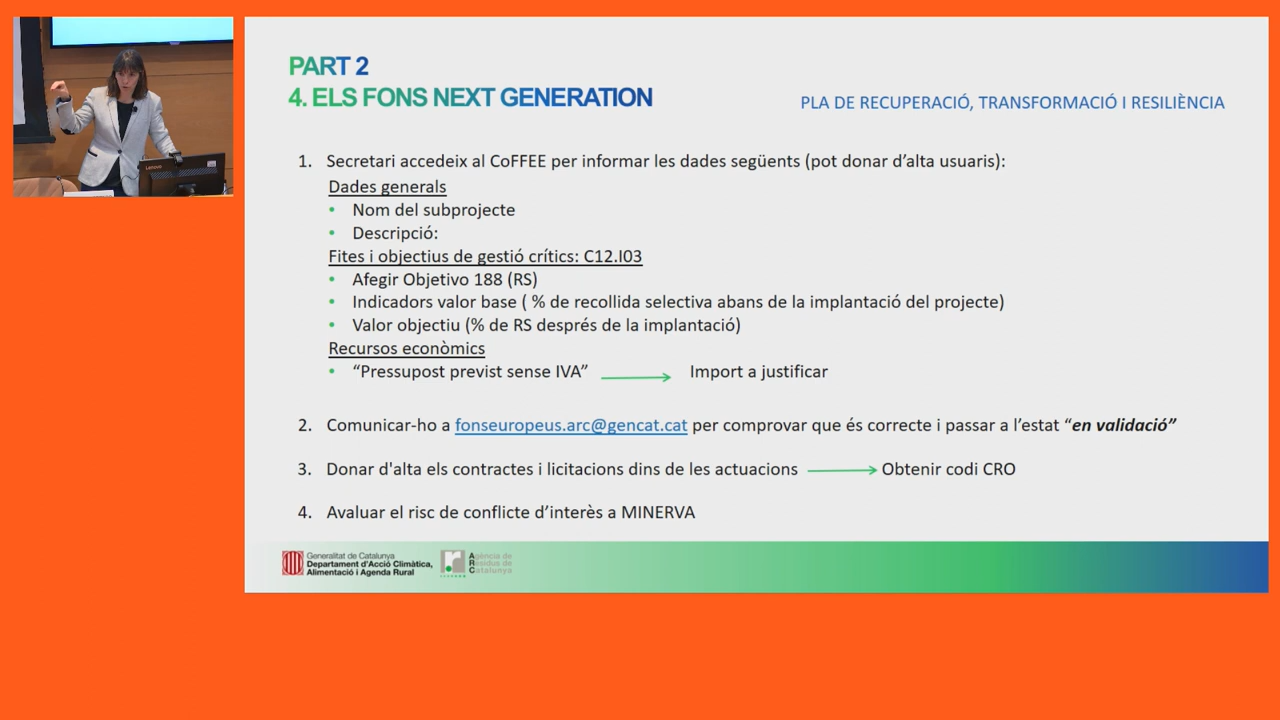 Lenovo
PART 2
4. ELS FONS NEXT GENERATION
PLA DE RECUPERACIÓ, TRANSFORMACIÓ I RESILIÈNCIA
1. Secretari accedeix al CoFFEE per informar les dades següents (pot donar d’alta usuaris):
Dades generals
• Nom del subprojecte
• Descripció:
Fites i objectius de gestió crítics: C12.I03
• Afegir Objetivo 188 (RS)
• Indicadors valor base ( % de recollida selectiva abans de la implantació del projecte)
• Valor objectiu (% de RS després de la implantació)
Recursos econòmics
• “Pressupost previst sense IVA” → Import a justificar
2. Comunicar-ho a fonseuropeus.arc@gencat.cat per comprovar que és correcte i passar a l’estat “en validació”
3. Donar d'alta els contractes i licitacions dins de les actuacions → Obtenir codi CRO
4. Avaluar el risc de conflicte d’interès a MINERVA
Generalitat de Catalunya
Departament d’Acció Climàtica,
Alimentació i Agenda Rural
Agència de
Residus de
Catalunya